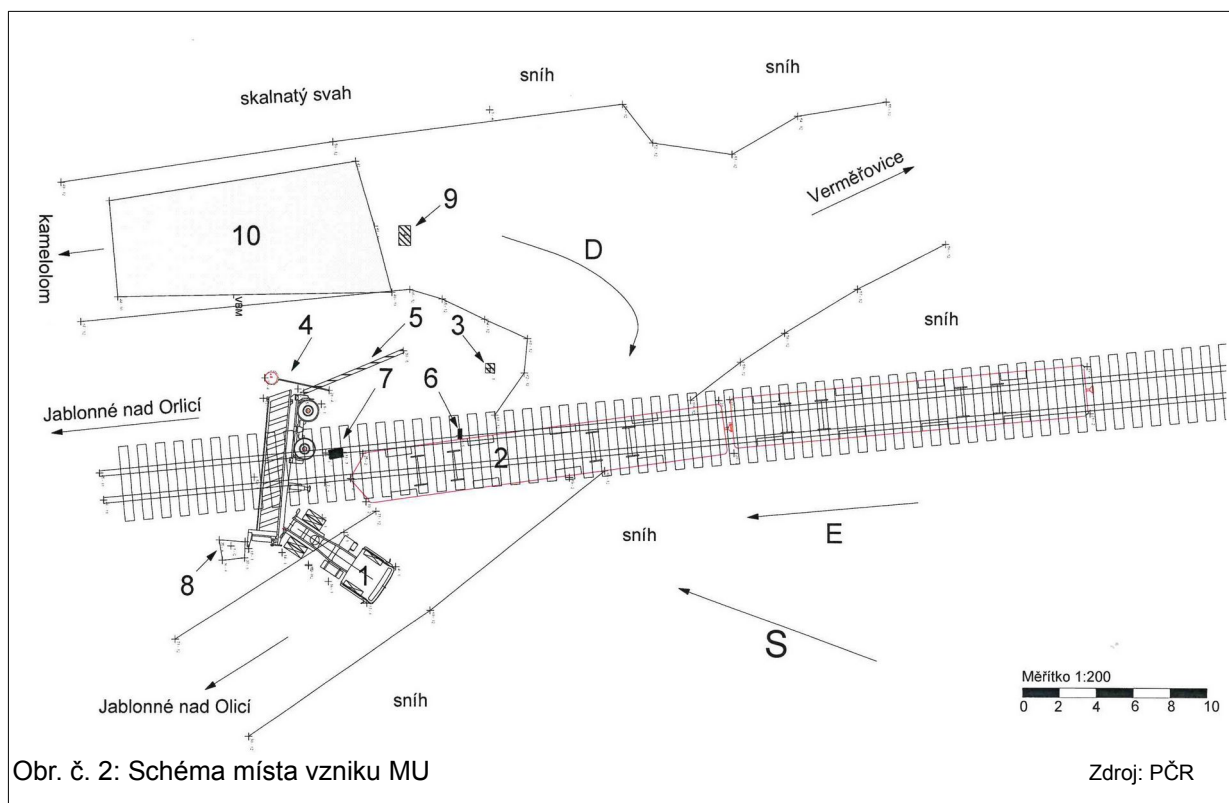 sníh
sníh
skalnatý svah
Verměřovice
kamelolom
10
9
D
VBM
sníh
4
5
3
7
6
Jablonné nad Orlicí
2
E
sníh
8
1
S
Měřítko 1:200
0 2 4 6 8 10
Jablonné nad Olicí
sníh
Obr. č. 2: Schéma místa vzniku MU
Zdroj: PČR